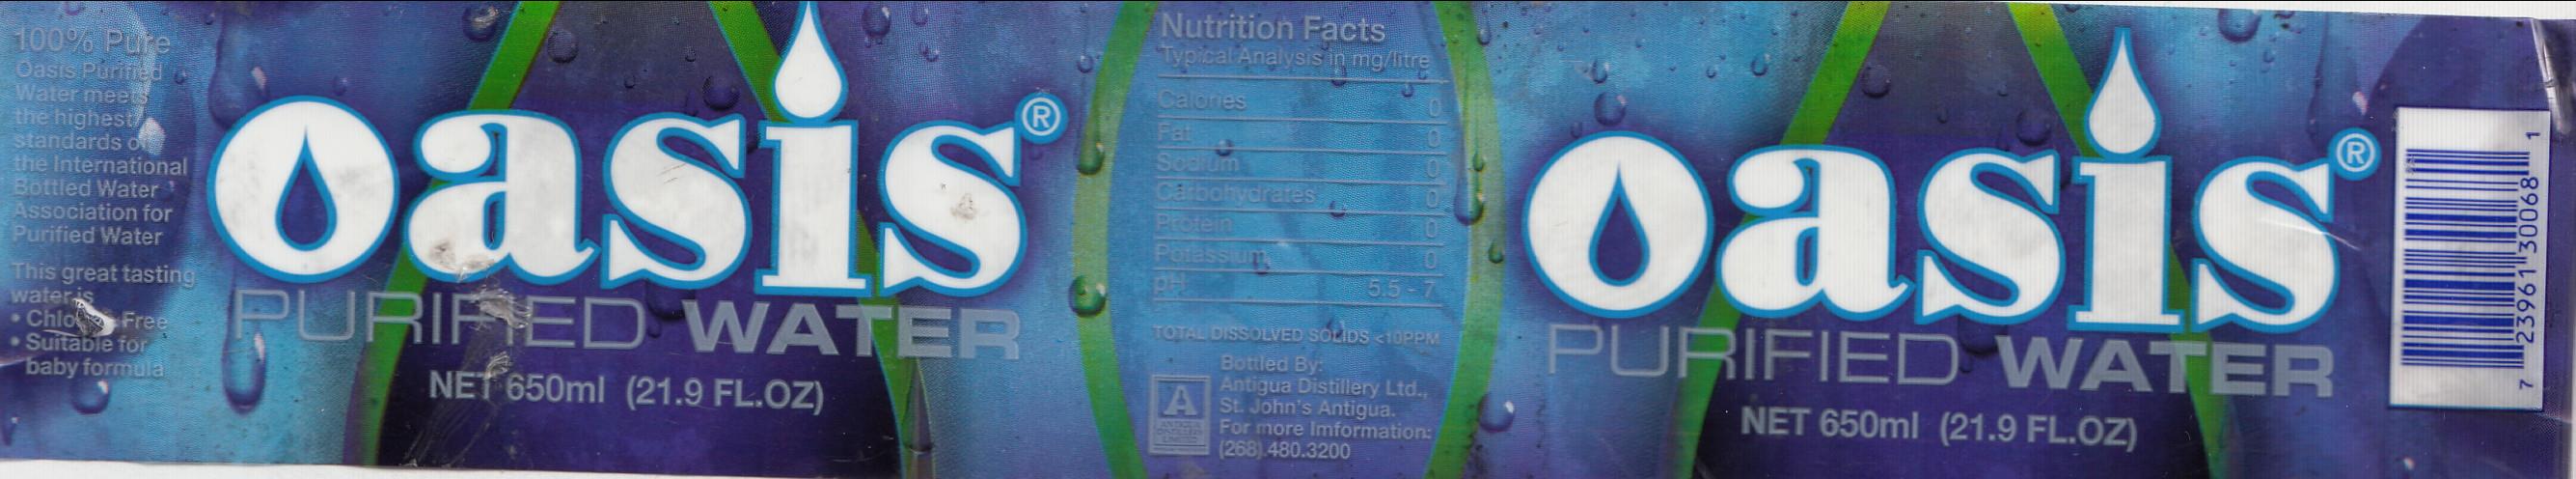 100% Pure
Oasis Purified
Water meets
the highest
standards of
the International
Bottled Water
Association for
Purified Water
This great tasting
water is
• Free
• Suitable for
baby formula
oasis®
PURIFIED WATER
NET 650ml (21.9 FL.OZ)
Nutrition Facts
Typical Analysis in mg/litre
Calories 0
Fat 0
Sodium 0
Carbohydrates 0
Protein 0
Potassium 0
pH 5.5 - 7
TOTAL DISSOLVED SOLIDS <10PPM
Bottled By:
Antigua Distillery Ltd.,
St. John's Antigua.
For more Imformation:
(268).480.3200
A
ANTIGUA
DISTILLERY
LIMITED
oasis®
PURIFIED WATER
NET 650ml (21.9 FL.OZ)
7 23961 30068 1